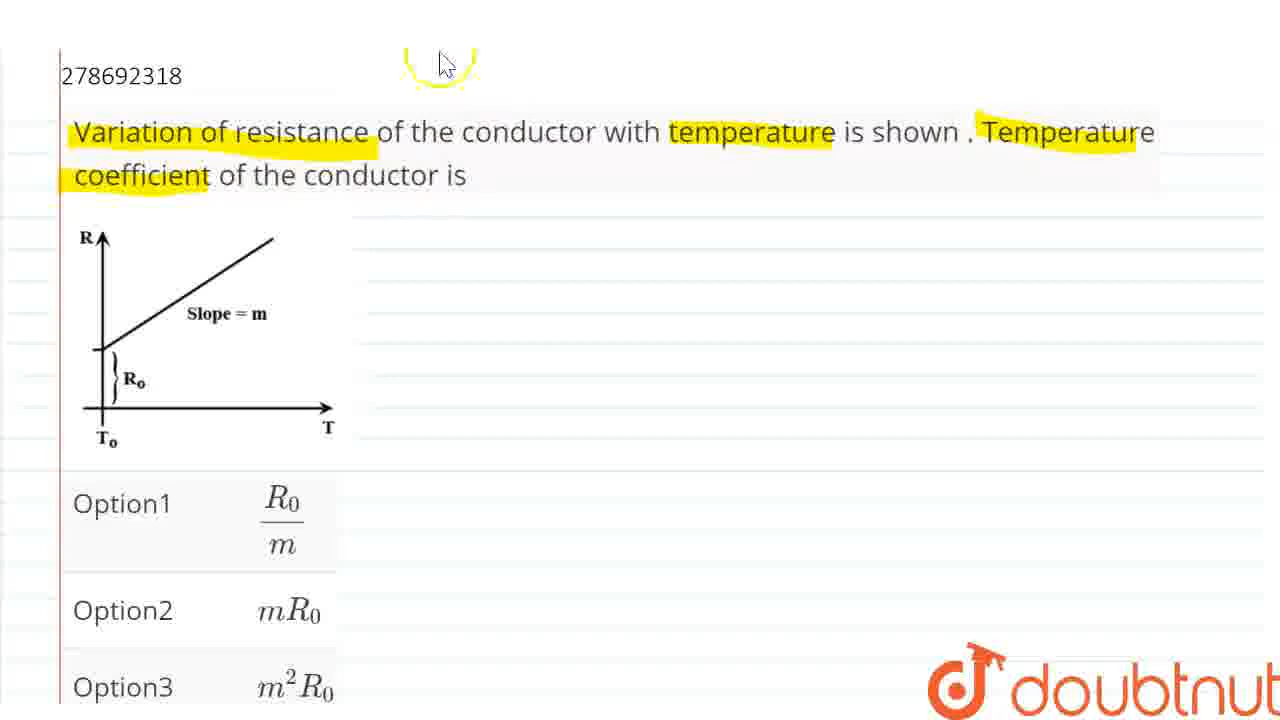 278692318
Variation of resistance of the conductor with temperature is shown . Temperature
coefficient of the conductor is
R
Slope = m
R₀
T
T₀
Option1 R₀/m
Option2 mR₀
Option3 m²R₀
doubtnut